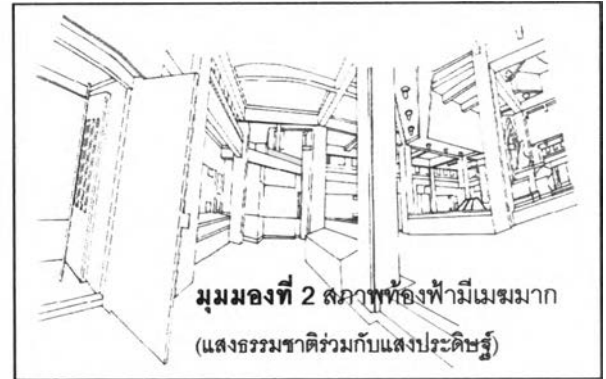 มุมมองที่ 2 สภาพท้องฟ้ามีเมฆมาก
(แสงธรรมชาติร่วมกับแสงประดิษฐ์)